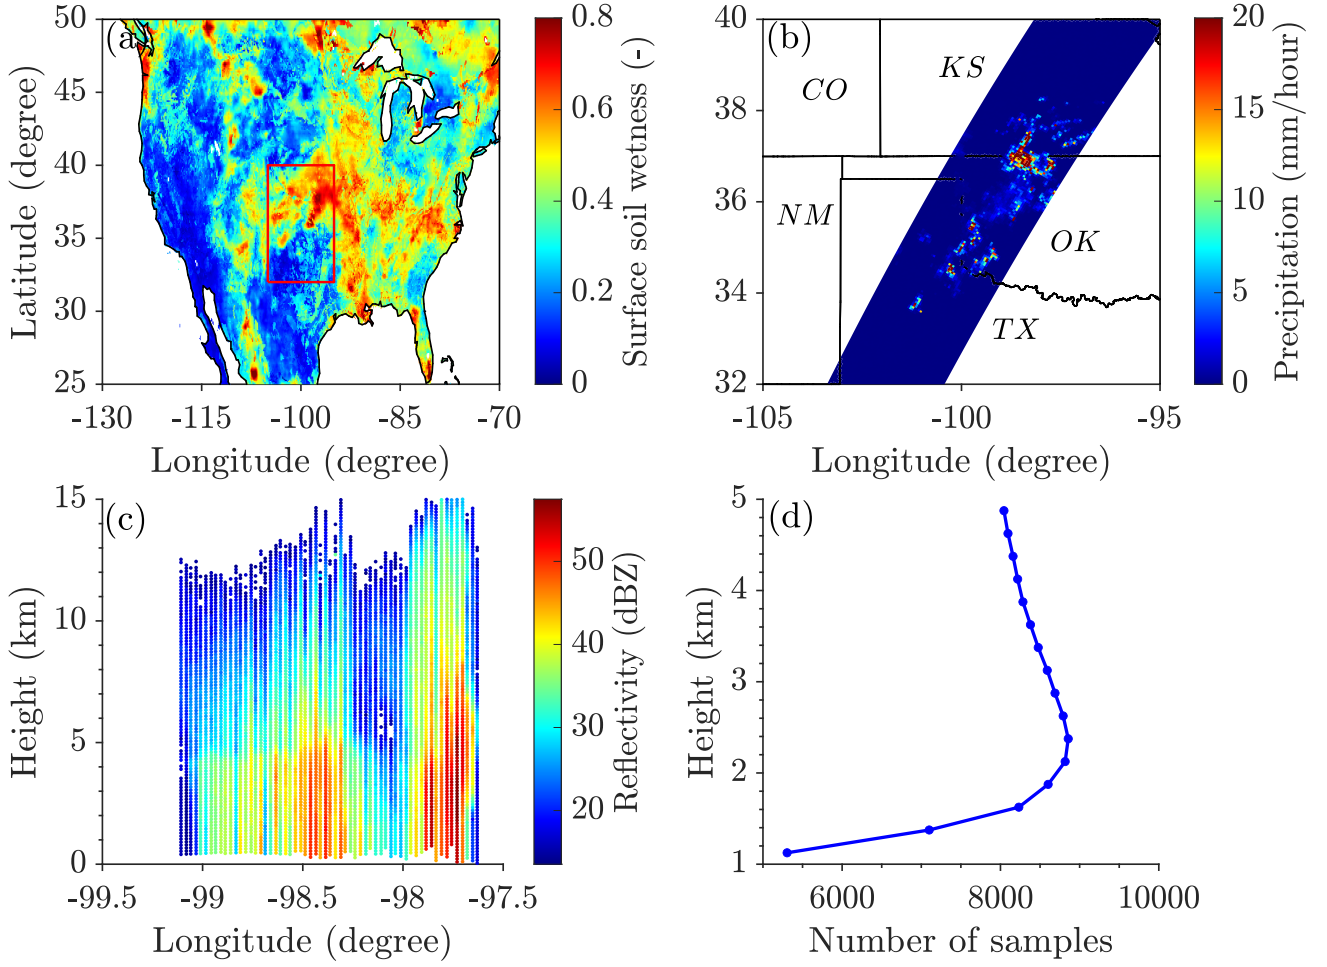 (a)
50
45
40
35
30
25
-130
-115
-100
-85
-70
Latitude (degree)
Longitude (degree)
0.8
0.6
0.4
0.2
0
Surface soil wetness (-)
(b)
CO
KS
NM
OK
TX
40
38
36
34
32
-105
-100
-95
Longitude (degree)
20
15
10
5
0
Precipitation (mm/hour)
(c)
15
10
5
0
-99.5
-99
-98.5
-98
-97.5
Height (km)
Longitude (degree)
50
40
30
20
Reflectivity (dBZ)
(d)
5
4
3
2
1
6000
8000
10000
Height (km)
Number of samples